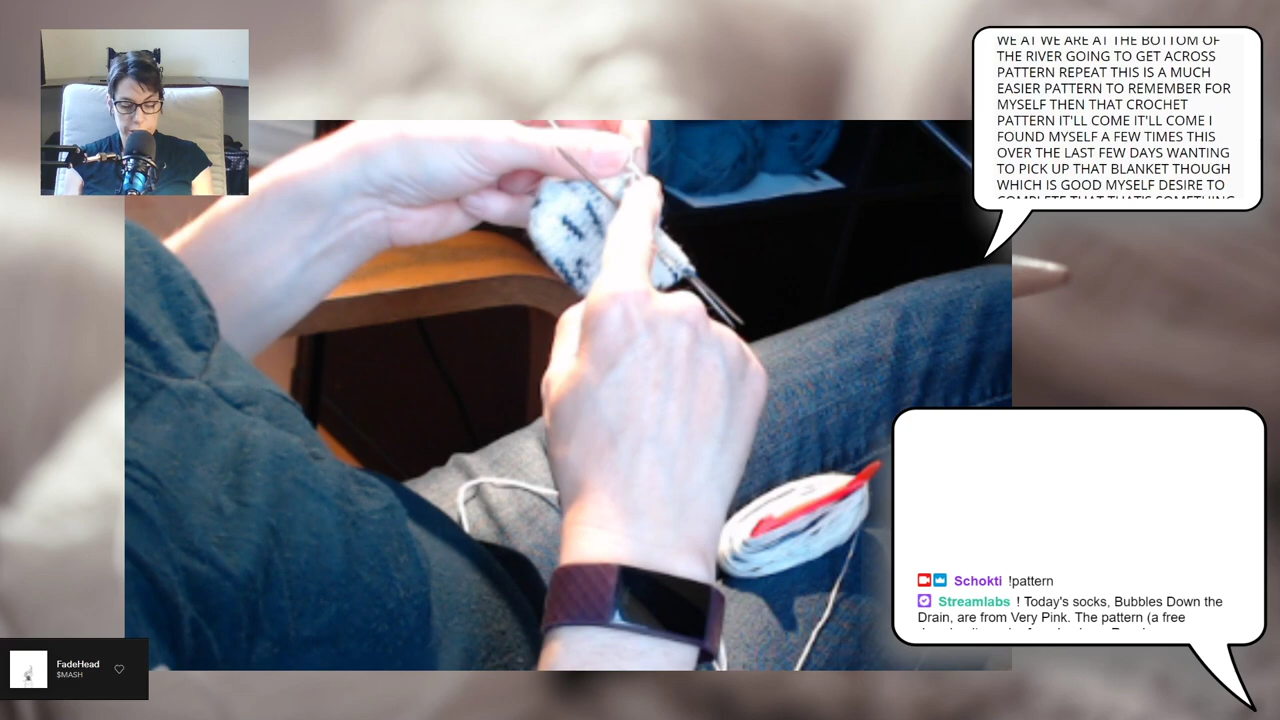 WE AT WE ARE AT THE BOTTOM OF
THE RIVER GOING TO GET ACROSS
PATTERN REPEAT THIS IS A MUCH
EASIER PATTERN TO REMEMBER FOR
MYSELF THEN THAT CROCHET
PATTERN IT'LL COME IT'LL COME I
FOUND MYSELF A FEW TIMES THIS
OVER THE LAST FEW DAYS WANTING
TO PICK UP THAT BLANKET THOUGH
WHICH IS GOOD MYSELF DESIRE TO
COMPLETE THAT THAT'S SOMETHING
Schokti !pattern
Streamlabs ! Today's socks, Bubbles Down the
Drain, are from Very Pink. The pattern (a free
FadeHead
$MASH